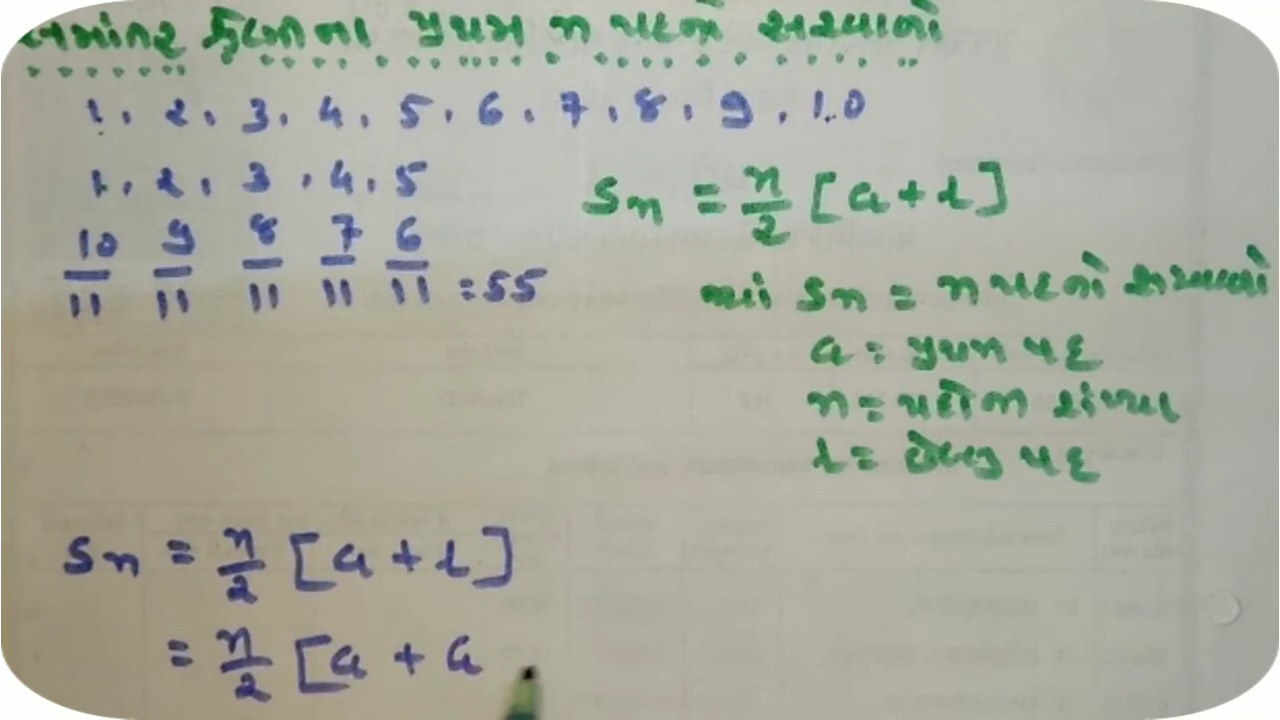 સમાંતર શ્રેણીના પ્રથમ n પદનો સરવાળો
1, 2, 3, 4, 5, 6, 7, 8, 9, 10
1, 2, 3, 4, 5
10 9 8 7 6
11 11 11 11 11 = 55
Sn = n/2 [a + l]
જ્યાં Sn = n પદનો સરવાળો
a = પ્રથમ પદ
n = પદોની સંખ્યા
l = છેલ્લુ પદ
Sn = n/2 [a + l]
= n/2 [a + a